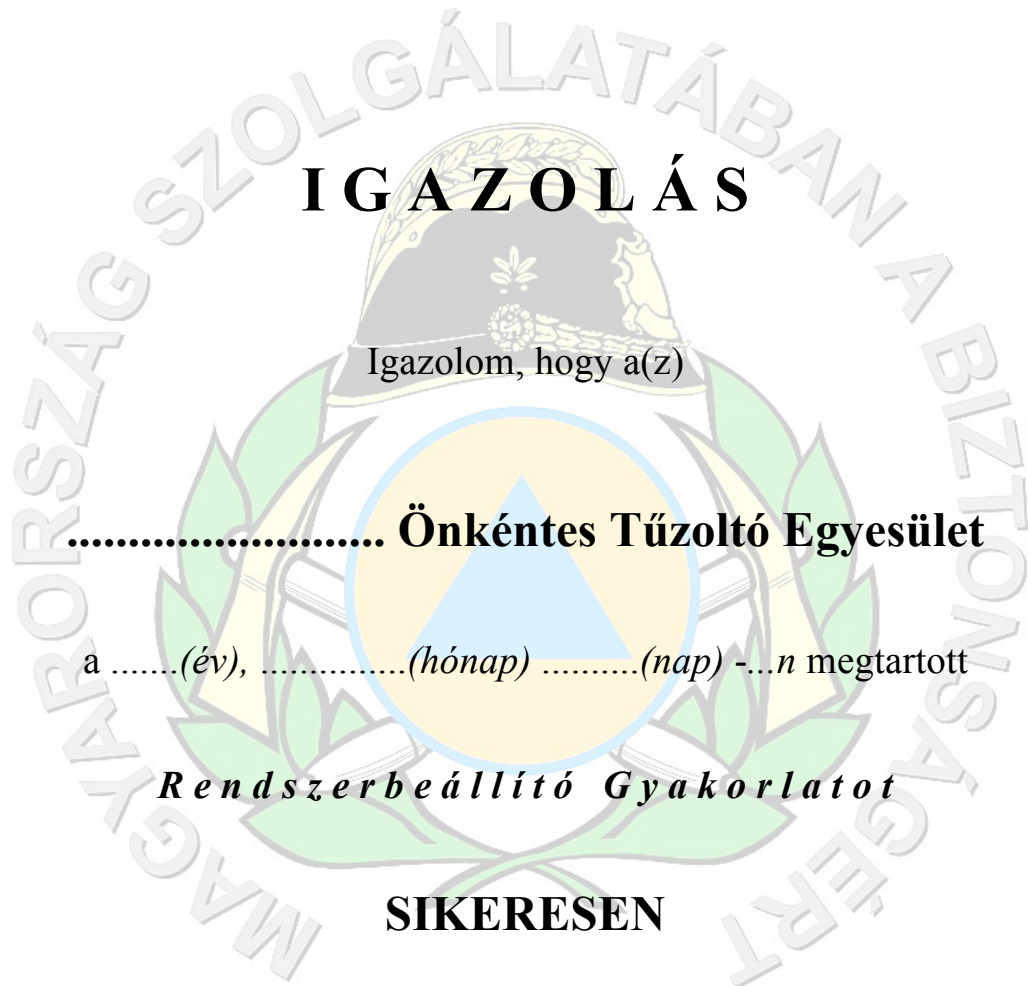 MAGYARORSZÁG SZOLGÁLATÁBAN A BIZTONSÁGÉRT
I G A Z O L Á S
Igazolom, hogy a(z)
.......................... Önkéntes Tűzoltó Egyesület
a .......(év), ...............(hónap) ..........(nap) -...n megtartott
R e n d s z e r b e á l l í t ó G y a k o r l a t o t
SIKERESEN